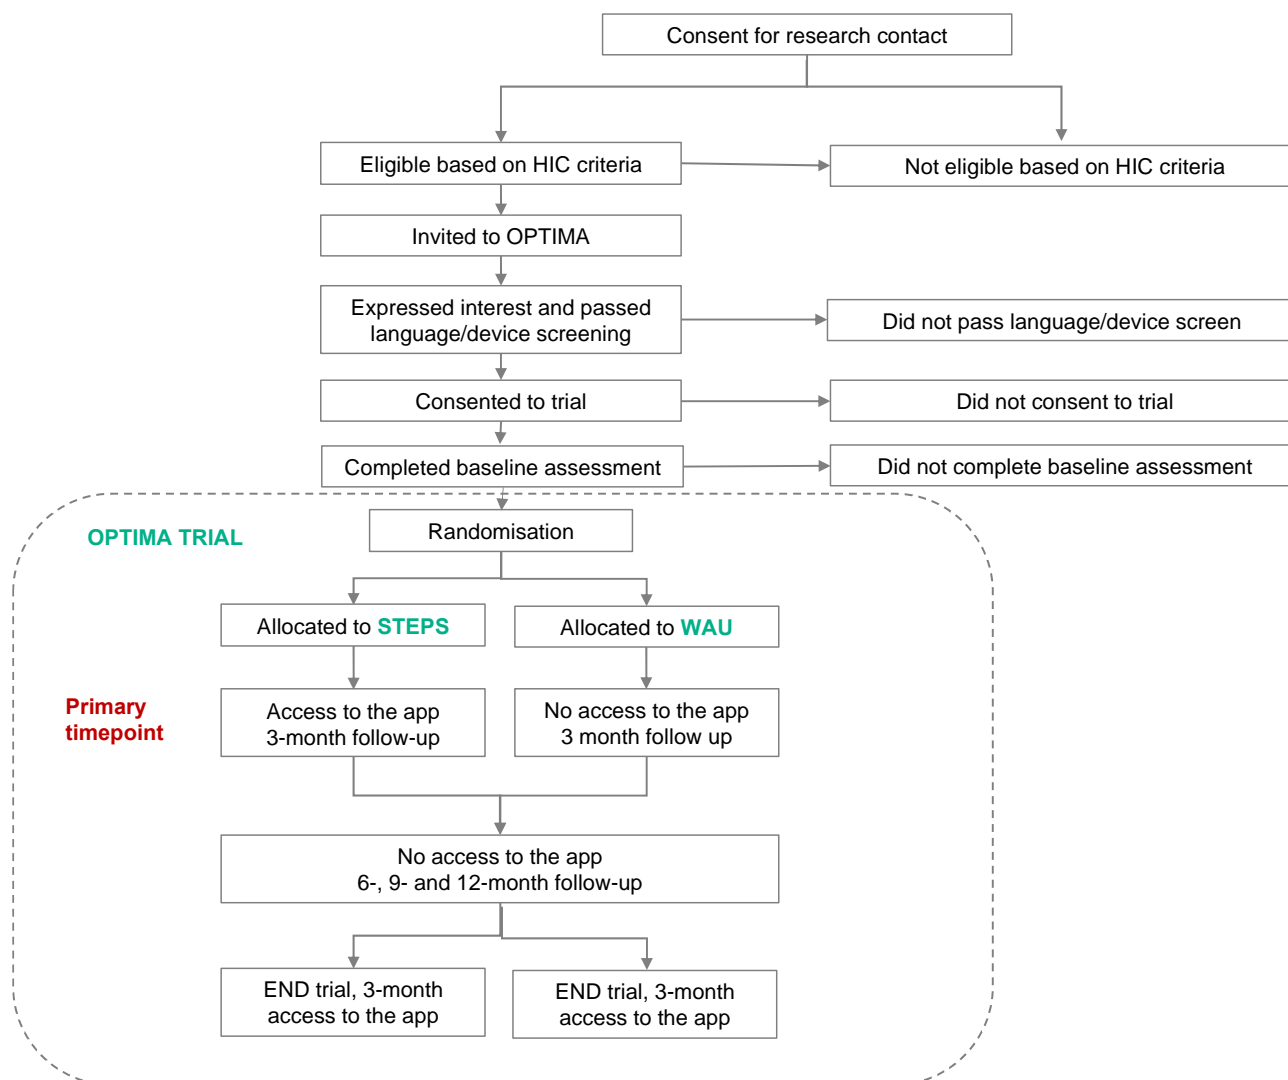 Consent for research contact
Eligible based on HIC criteria
Not eligible based on HIC criteria
Invited to OPTIMA
Expressed interest and passed
language/device screening
Did not pass language/device screen
Consented to trial
Did not consent to trial
Completed baseline assessment
Did not complete baseline assessment
OPTIMA TRIAL
Randomisation
Allocated to STEPS
Allocated to WAU
Primary
timepoint
Access to the app
3-month follow-up
No access to the app
3 month follow up
No access to the app
6-, 9- and 12-month follow-up
END trial, 3-month
access to the app
END trial, 3-month
access to the app